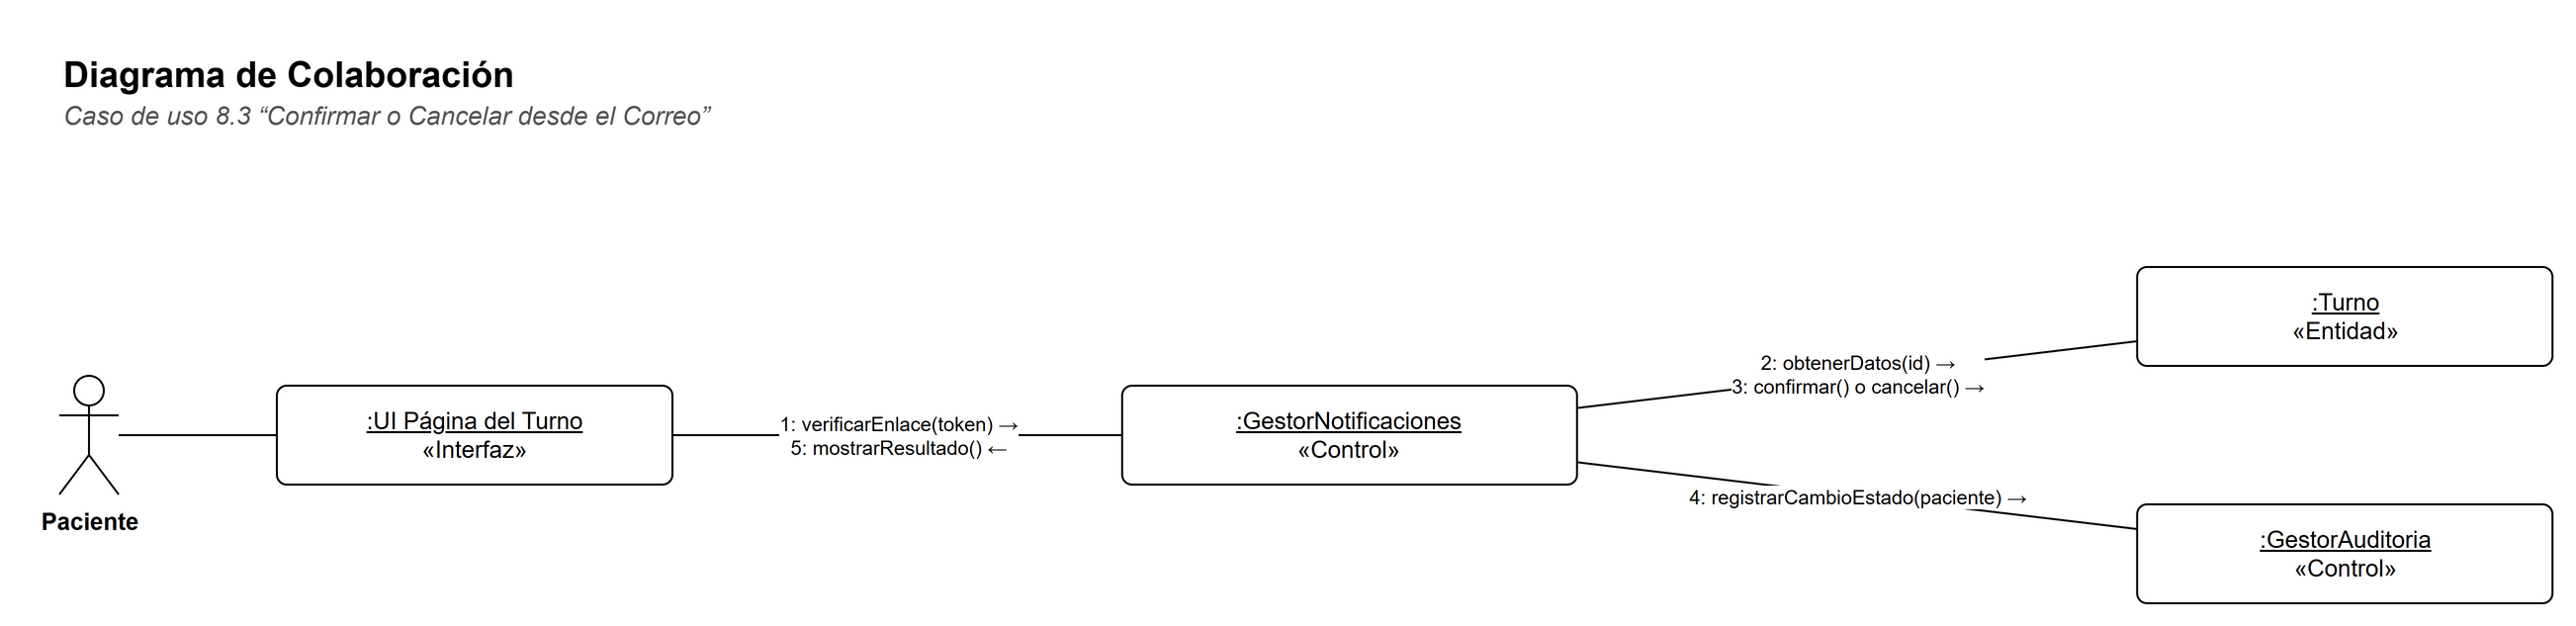 Diagrama de Colaboración
Caso de uso 8.3 “Confirmar o Cancelar desde el Correo”
Paciente
:UI Página del Turno
«Interfaz»
1: verificarEnlace(token) →
5: mostrarResultado() ←
:GestorNotificaciones
«Control»
2: obtenerDatos(id) →
3: confirmar() o cancelar() →
4: registrarCambioEstado(paciente) →
:Turno
«Entidad»
:GestorAuditoria
«Control»